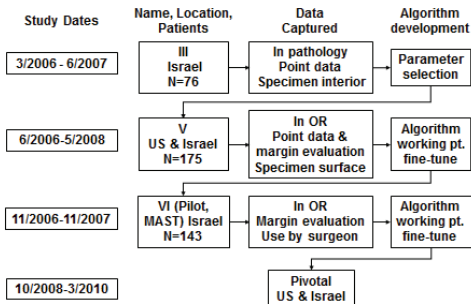 Study Dates
Name, Location,
Patients
Data
Captured
Algorithm
development
3/2006 - 6/2007
III
Israel
N=76
In pathology
Point data
Specimen interior
Parameter
selection
6/2006-5/2008
V
US & Israel
N=175
In OR
Point data &
margin evaluation
Specimen surface
Algorithm
working pt.
fine-tune
11/2006-11/2007
VI (Pilot,
MAST) Israel
N=143
In OR
Margin evaluation
Use by surgeon
Algorithm
working pt.
fine-tune
10/2008-3/2010
Pivotal
US & Israel